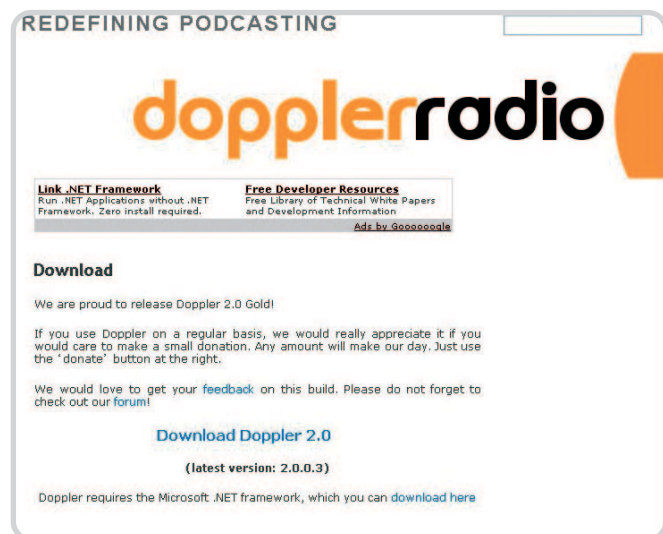 REDEFINING PODCASTING
dopplerradio
Link .NET Framework
Run .NET Applications without .NET
Framework. Zero install required.
Free Developer Resources
Free Library of Technical White Papers
and Development Information
Ads by Goooooogle
Download
We are proud to release Doppler 2.0 Gold!
If you use Doppler on a regular basis, we would really appreciate it if you
would care to make a small donation. Any amount will make our day. Just use
the ‘donate’ button at the right.
We would love to get your feedback on this build. Please do not forget to
check out our forum!
Download Doppler 2.0
(latest version: 2.0.0.3)
Doppler requires the Microsoft .NET framework, which you can download here